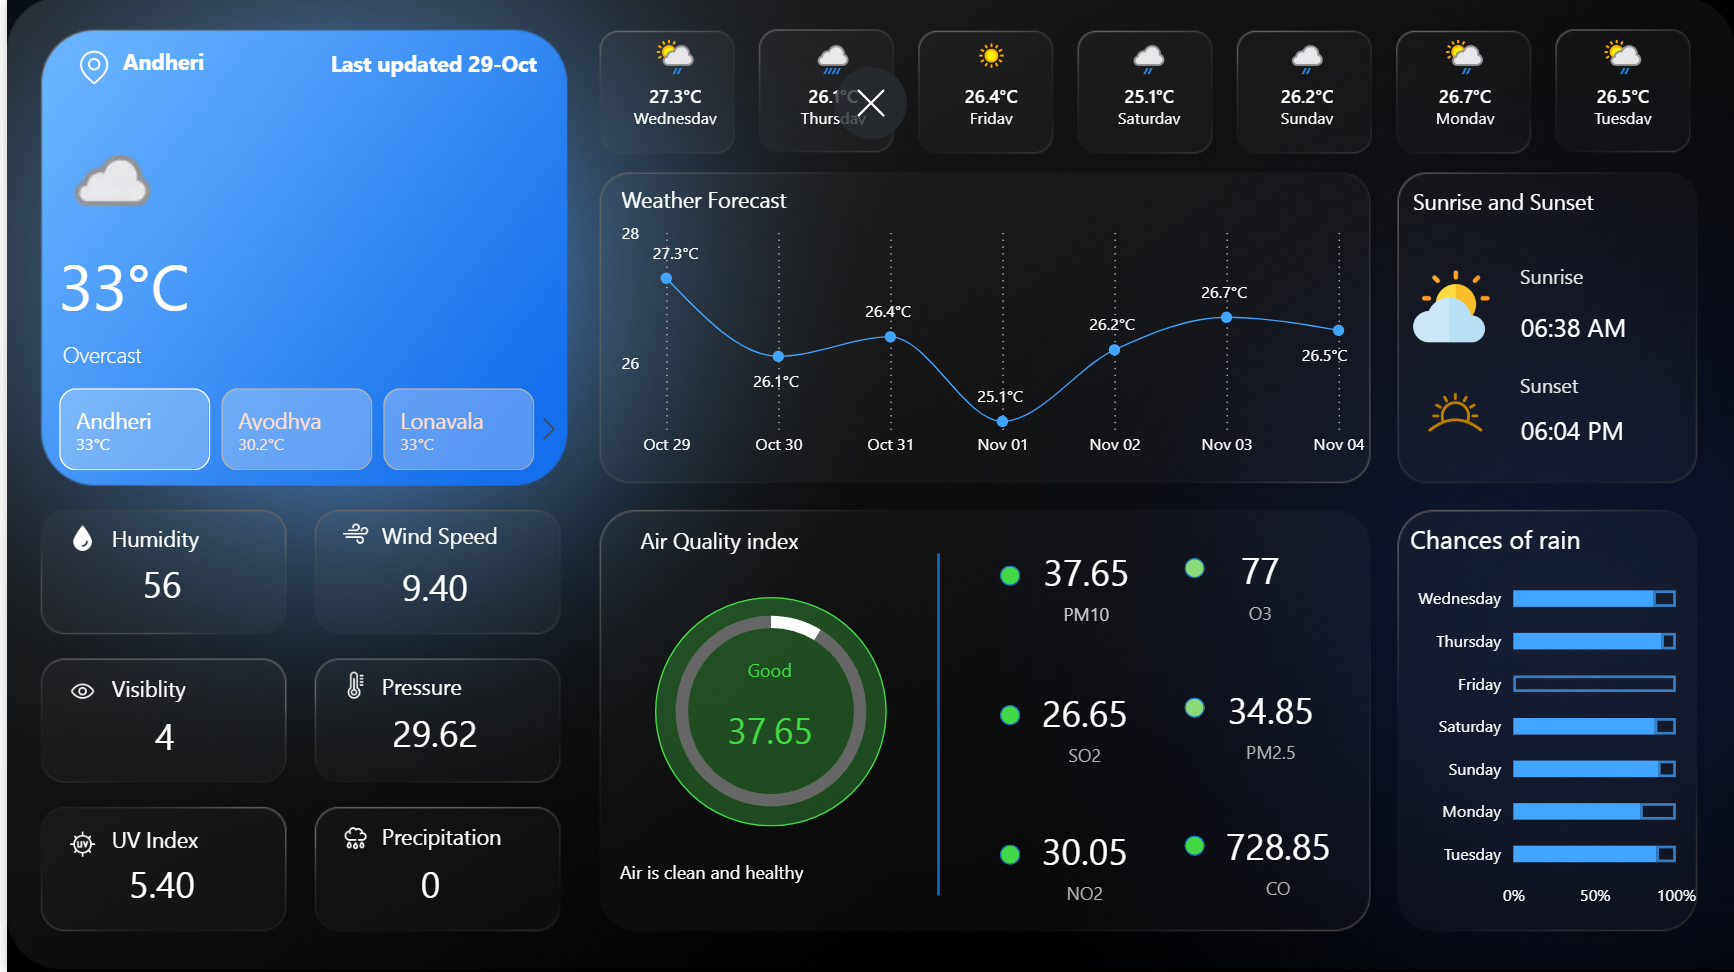 Andheri
Last updated 29-Oct
33°C
Overcast
Andheri
33°C
Ayodhya
30.2°C
Lonavala
33°C
27.3°C
Wednesday
26.1°C
Thursday
26.4°C
Friday
25.1°C
Saturday
26.2°C
Sunday
26.7°C
Monday
26.5°C
Tuesday
Weather Forecast
28
26
27.3°C
26.1°C
26.4°C
25.1°C
26.2°C
26.7°C
26.5°C
Oct 29 Oct 30 Oct 31 Nov 01 Nov 02 Nov 03 Nov 04
Sunrise and Sunset
Sunrise
06:38 AM
Sunset
06:04 PM
Humidity
56
Wind Speed
9.40
Visiblity
4
Pressure
29.62
UV
UV Index
5.40
Precipitation
0
Air Quality index
Good
37.65
Air is clean and healthy
37.65
PM10
77
O3
26.65
SO2
34.85
PM2.5
30.05
NO2
728.85
CO
Chances of rain
Wednesday
Thursday
Friday
Saturday
Sunday
Monday
Tuesday
0% 50% 100%